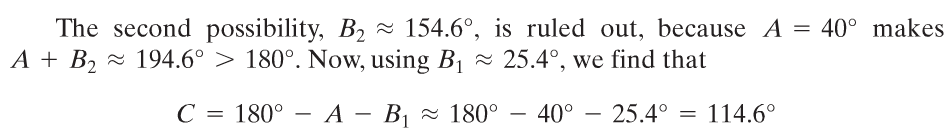 The second possibility, B₂ ≈ 154.6°, is ruled out, because A = 40° makes
A + B₂ ≈ 194.6° > 180°. Now, using B₁ ≈ 25.4°, we find that
C = 180° − A − B₁ ≈ 180° − 40° − 25.4° = 114.6°